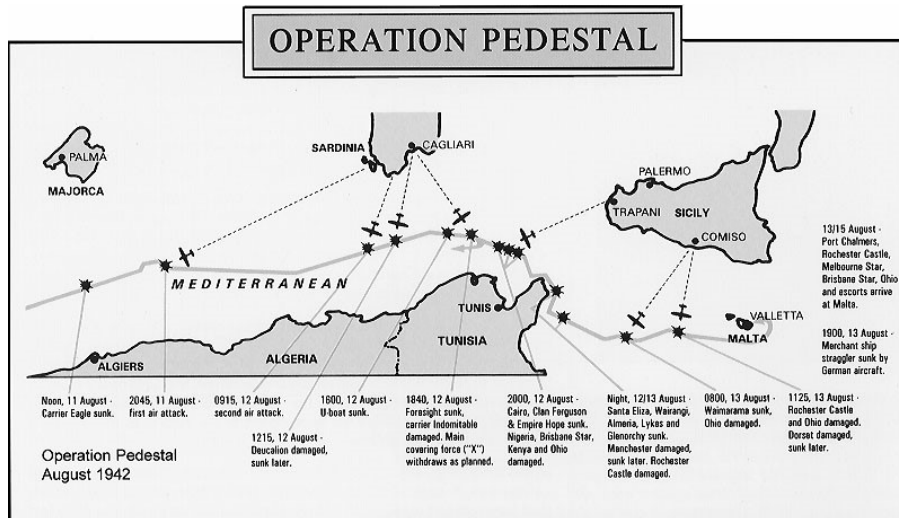 OPERATION PEDESTAL
PALMA
MAJORCA
SARDINIA
CAGLIARI
PALERMO
TRAPANI
SICILY
COMISO
MEDITERRANEAN
TUNIS
TUNISIA
ALGERIA
ALGIERS
VALLETTA
MALTA
13/15 August -
Port Chalmers,
Rochester Castle,
Melbourne Star,
Brisbane Star, Ohio
and escorts arrive
at Malta.
1900, 13 August -
Merchant ship
straggler sunk by
German aircraft.
Noon, 11 August -
Carrier Eagle sunk.
2045, 11 August -
first air attack.
0915, 12 August -
second air attack.
1215, 12 August -
Deucalion damaged,
sunk later.
1600, 12 August -
U-boat sunk.
1840, 12 August -
Foresight sunk,
carrier Indomitable
damaged. Main
covering force ("X")
withdraws as planned.
2000, 12 August -
Cairo, Clan Ferguson
& Empire Hope sunk.
Nigeria, Brisbane Star,
Kenya and Ohio
damaged.
Night, 12/13 August -
Santa Eliza, Wairangi,
Almeria, Lykes and
Glenorchy sunk.
Manchester damaged,
sunk later. Rochester
Castle damaged.
0800, 13 August -
Waimarama sunk,
Ohio damaged.
1125, 13 August -
Rochester Castle
and Ohio damaged.
Dorset damaged,
sunk later.
Operation Pedestal
August 1942